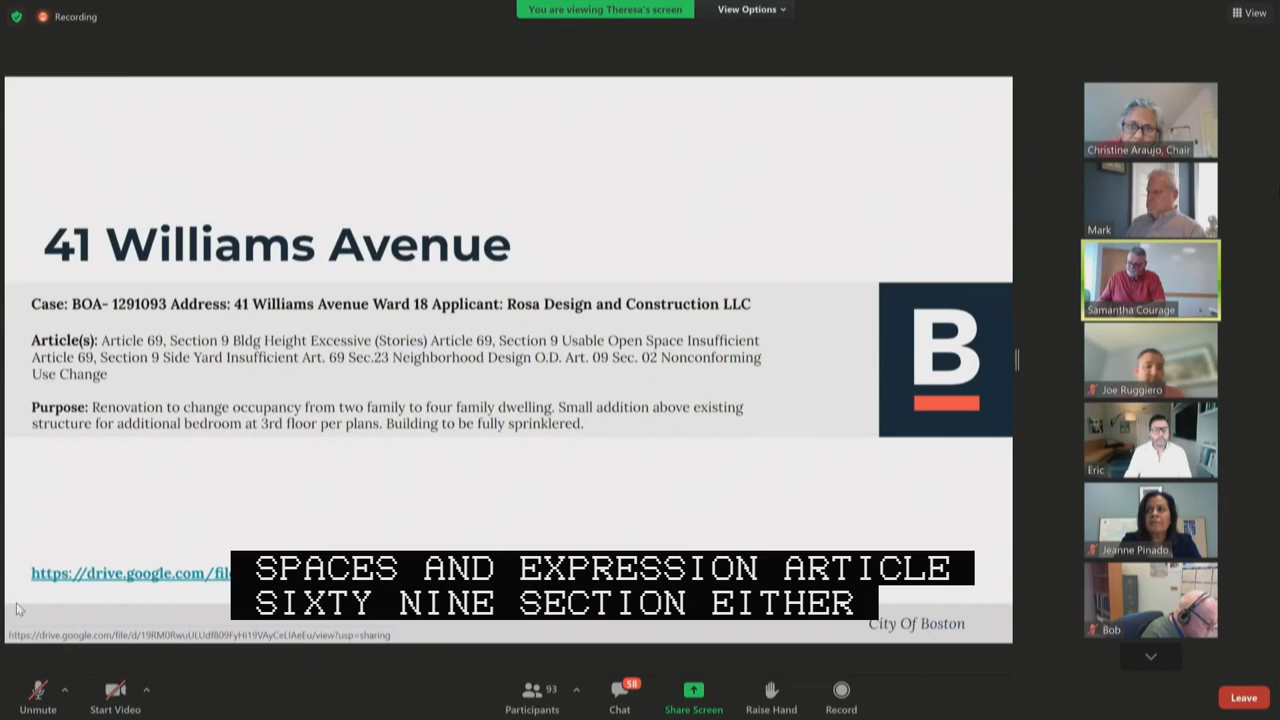 Recording
You are viewing Theresa's screen
View Options
View
41 Williams Avenue
Case: BOA- 1291093 Address: 41 Williams Avenue Ward 18 Applicant: Rosa Design and Construction LLC
Article(s): Article 69, Section 9 Bldg Height Excessive (Stories) Article 69, Section 9 Usable Open Space Insufficient
Article 69, Section 9 Side Yard Insufficient Art. 69 Sec.23 Neighborhood Design O.D. Art. 09 Sec. 02 Nonconforming
Use Change
Purpose: Renovation to change occupancy from two family to four family dwelling. Small addition above existing
structure for additional bedroom at 3rd floor per plans. Building to be fully sprinklered.
B
https://drive.google.com/fil
SPACES AND EXPRESSION ARTICLE
SIXTY NINE SECTION EITHER
City Of Boston
Christine Araujo, Chair
Mark
Samantha Courage
Joe Ruggiero
Eric
Jeanne Pinado
Bob
Unmute
Start Video
93
Participants
58
Chat
Share Screen
Raise Hand
Record
Leave